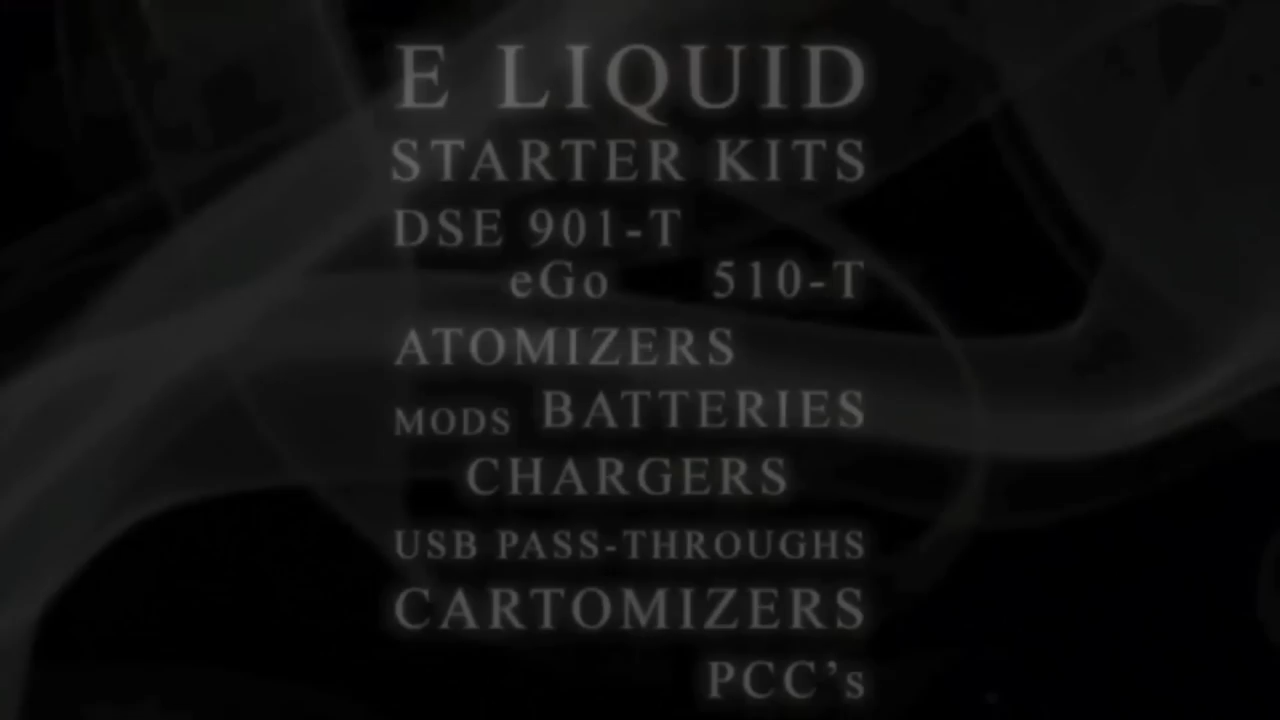 E LIQUID
STARTER KITS
DSE 901-T
eGo 510-T
ATOMIZERS
MODS BATTERIES
CHARGERS
USB PASS-THROUGHS
CARTOMIZERS
PCC's